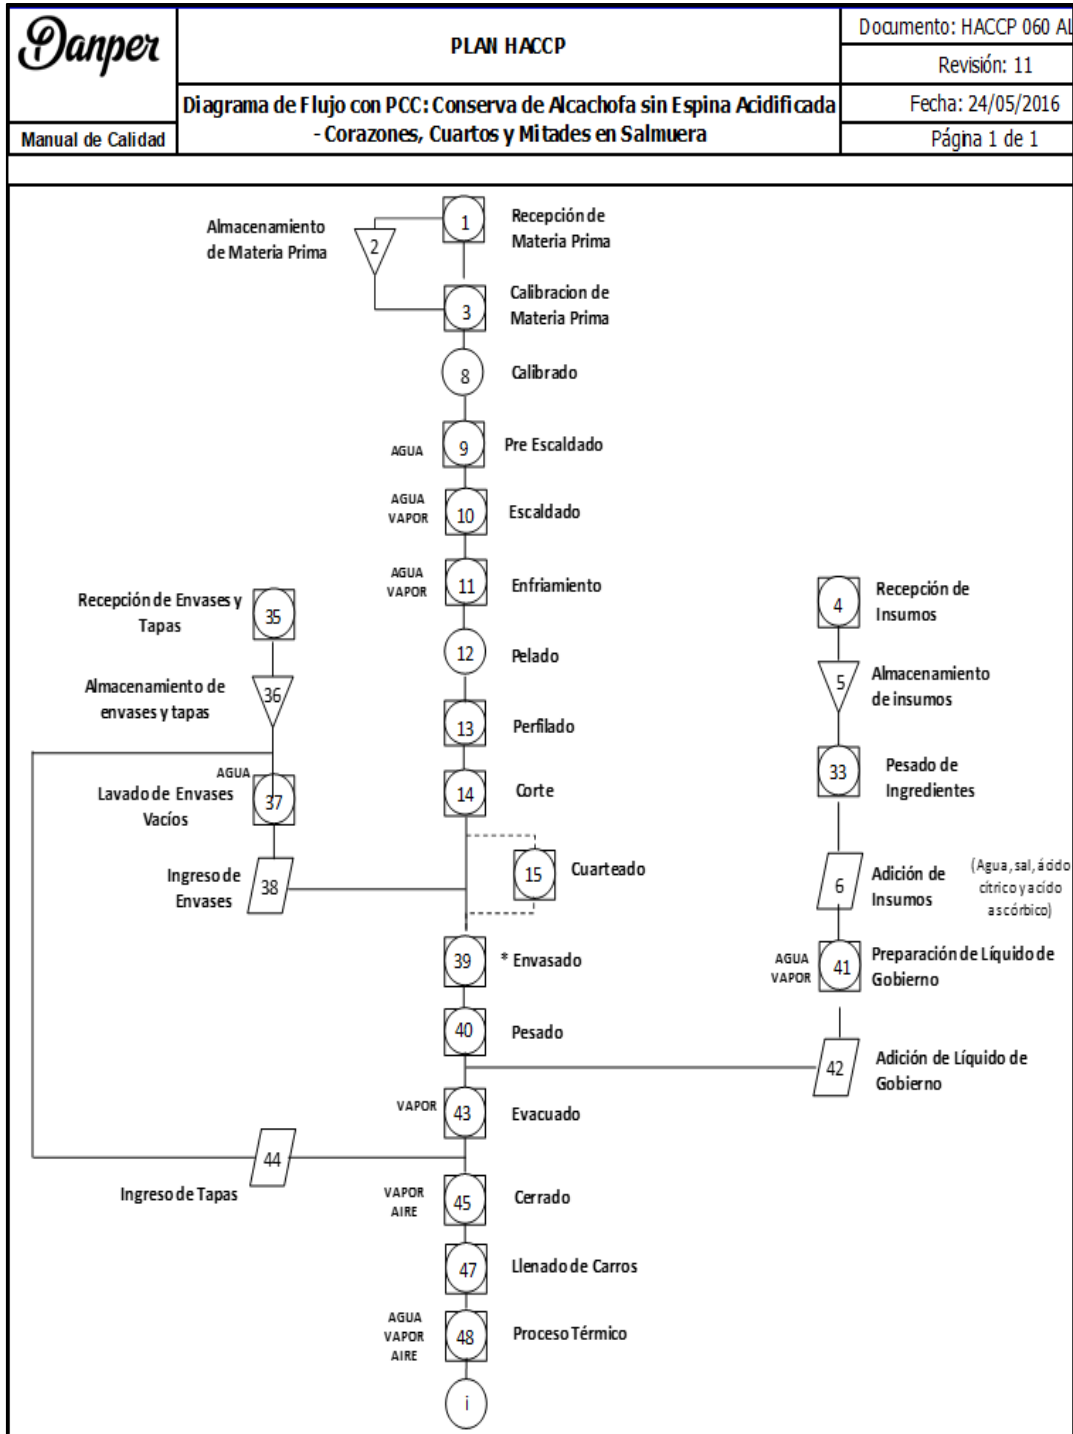 Danper
Manual de Calidad
PLAN HACCP
Diagrama de Flujo con PCC: Conserva de Alcachofa sin Espina Acidificada
- Corazones, Cuartos y Mitades en Salmuera
Documento: HACCP 060 AL
Revisión: 11
Fecha: 24/05/2016
Página 1 de 1
1
Recepción de
Materia Prima
Almacenamiento
de Materia Prima
2
3
Calibracion de
Materia Prima
8
Calibrado
AGUA
9
Pre Escaldado
AGUA
VAPOR
10
Escaldado
AGUA
VAPOR
11
Enfriamiento
12
Pelado
13
Perfilado
14
Corte
15
Cuarteado
Recepción de Envases y
Tapas
35
Almacenamiento de
envases y tapas
36
AGUA
Lavado de Envases
Vacíos
37
Ingreso de
Envases
38
4
Recepción de
Insumos
5
Almacenamiento
de insumos
33
Pesado de
Ingredientes
6
Adición de
Insumos
(Agua, sal, ácido
cítrico y acído
ascórbico)
AGUA
VAPOR
41
Preparación de Líquido de
Gobierno
42
Adición de Líquido de
Gobierno
39
* Envasado
40
Pesado
VAPOR
43
Evacuado
44
Ingreso de Tapas
VAPOR
AIRE
45
Cerrado
47
Llenado de Carros
AGUA
VAPOR
AIRE
48
Proceso Térmico
i